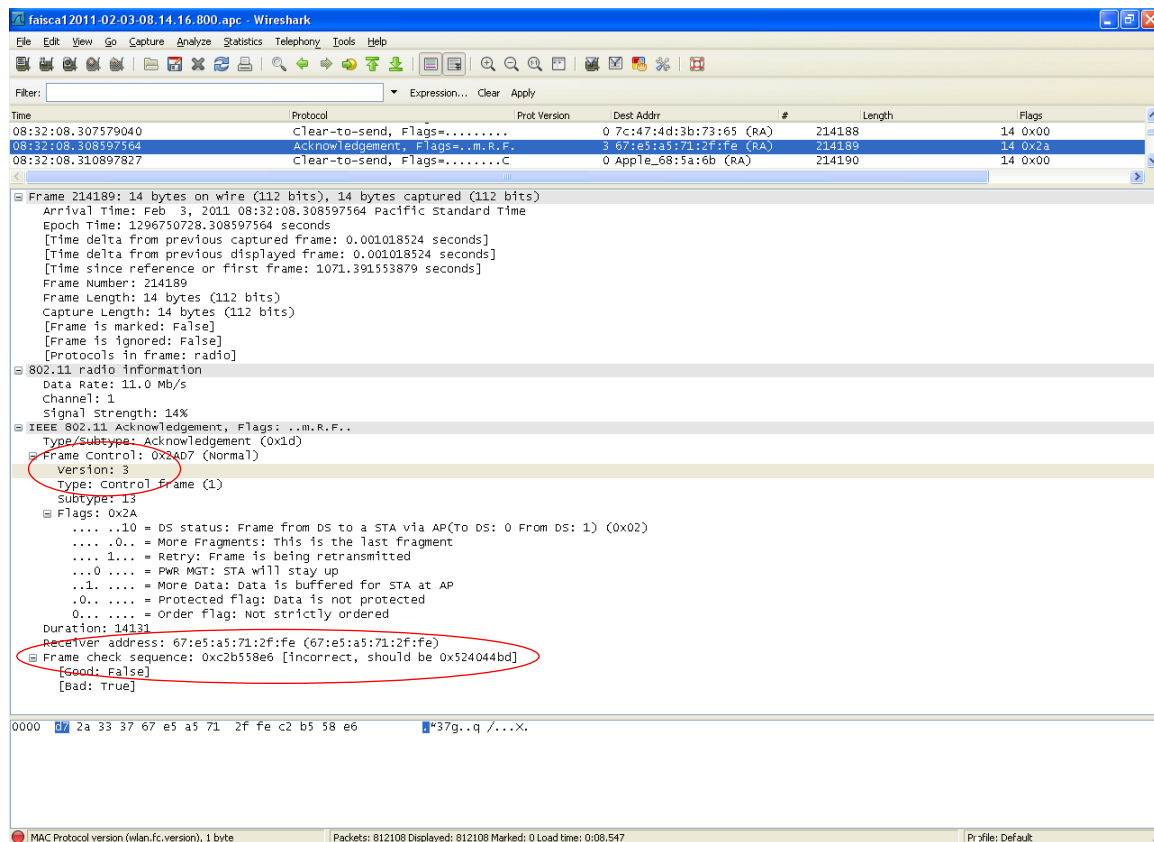 faisca12011-02-03-08.14.16.800.apc - Wireshark
File Edit View Go Capture Analyze Statistics Telephony Tools Help
Filter: Expression... Clear Apply
Time Protocol Prot Version Dest Addrr # Length Flags
08:32:08.307579040 Clear-to-send, Flags=......... 0 7c:47:4d:3b:73:65 (RA) 214188 14 0x00
08:32:08.308597564 Acknowledgement, Flags=..m.R.F. 3 67:e5:a5:71:2f:fe (RA) 214189 14 0x2a
08:32:08.310897827 Clear-to-send, Flags=........C 0 Apple_68:5a:6b (RA) 214190 14 0x00
Frame 214189: 14 bytes on wire (112 bits), 14 bytes captured (112 bits)
Arrival Time: Feb  3, 2011 08:32:08.308597564 Pacific Standard Time
Epoch Time: 1296750728.308597564 seconds
[Time delta from previous captured frame: 0.001018524 seconds]
[Time delta from previous displayed frame: 0.001018524 seconds]
[Time since reference or first frame: 1071.391553879 seconds]
Frame Number: 214189
Frame Length: 14 bytes (112 bits)
Capture Length: 14 bytes (112 bits)
[Frame is marked: False]
[Frame is ignored: False]
[Protocols in frame: radio]
802.11 radio information
Data Rate: 11.0 Mb/s
Channel: 1
Signal Strength: 14%
IEEE 802.11 Acknowledgement, Flags: ..m.R.F..
Type/Subtype: Acknowledgement (0x1d)
Frame Control: 0x2AD7 (Normal)
Version: 3
Type: Control frame (1)
Subtype: 13
Flags: 0x2A
.... ..10 = DS status: Frame from DS to a STA via AP(To DS: 0 From DS: 1) (0x02)
.... .0.. = More Fragments: This is the last fragment
.... 1... = Retry: Frame is being retransmitted
...0 .... = PWR MGT: STA will stay up
..1. .... = More Data: Data is buffered for STA at AP
.0.. .... = Protected flag: Data is not protected
0... .... = Order flag: Not strictly ordered
Duration: 14131
Receiver address: 67:e5:a5:71:2f:fe (67:e5:a5:71:2f:fe)
Frame check sequence: 0xc2b558e6 [incorrect, should be 0x524044bd]
[Good: False]
[Bad: True]
0000 d7 2a 33 37 67 e5 a5 71 2f fe c2 b5 58 e6 .*37g..q /...X.
MAC Protocol version (wlan.fc.version), 1 byte Packets: 812108 Displayed: 812108 Marked: 0 Load time: 0:08.547 Profile: Default